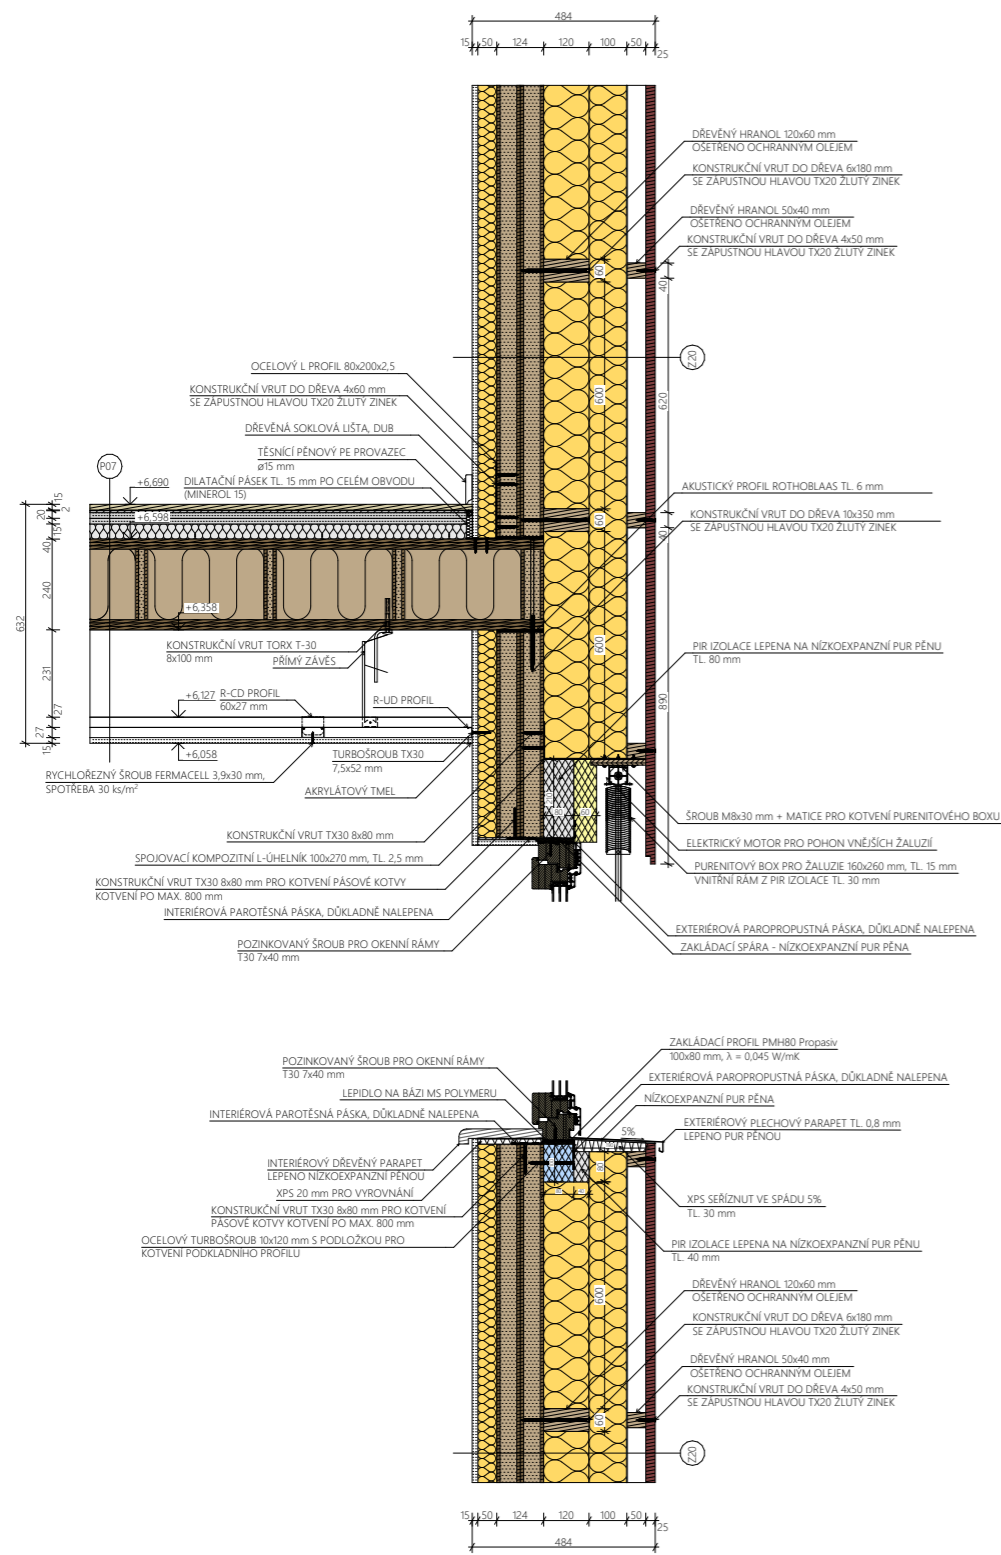 484
15
50
124
120
100
50
25
DŘEVĚNÝ HRANOL 120x60 mm
OŠETŘENO OCHRANNÝM OLEJEM
KONSTRUKČNÍ VRUT DO DŘEVA 6x180 mm
SE ZÁPUSTNOU HLAVOU TX20 ŽLUTÝ ZINEK
DŘEVĚNÝ HRANOL 50x40 mm
OŠETŘENO OCHRANNÝM OLEJEM
KONSTRUKČNÍ VRUT DO DŘEVA 4x50 mm
SE ZÁPUSTNOU HLAVOU TX20 ŽLUTÝ ZINEK
60
40
Z20
OCELOVÝ L PROFIL 80x200x2,5
KONSTRUKČNÍ VRUT DO DŘEVA 4x60 mm
SE ZÁPUSTNOU HLAVOU TX20 ŽLUTÝ ZINEK
600
620
DŘEVĚNÁ SOKLOVÁ LIŠTA, DUB
TĚSNÍCÍ PĚNOVÝ PE PROVAZEC
ø15 mm
P07
+6,690
DILATAČNÍ PÁSEK TL. 15 mm PO CELÉM OBVODU
(MINEROL 15)
AKUSTICKÝ PROFIL ROTHOBLAAS TL. 6 mm
KONSTRUKČNÍ VRUT DO DŘEVA 10x350 mm
SE ZÁPUSTNOU HLAVOU TX20 ŽLUTÝ ZINEK
15
2
20
+6,598
15
60
40
40
240
632
+6,358
KONSTRUKČNÍ VRUT TORX T-30
8x100 mm
PŘÍMÝ ZÁVĚS
600
PIR IZOLACE LEPENA NA NÍZKOEXPANZNÍ PUR PĚNU
TL. 80 mm
231
890
+6,127
R-CD PROFIL
60x27 mm
R-UD PROFIL
27
27
15
+6,058
TURBOŠROUB TX30
7,5x52 mm
RYCHLOŘEZNÝ ŠROUB FERMACELL 3,9x30 mm,
SPOTŘEBA 30 ks/m²
AKRYLÁTOVÝ TMEL
210
80
60
ŠROUB M8x30 mm + MATICE PRO KOTVENÍ PURENITOVÉHO BOXU
KONSTRUKČNÍ VRUT TX30 8x80 mm
ELEKTRICKÝ MOTOR PRO POHON VNĚJŠÍCH ŽALUZIÍ
SPOJOVACÍ KOMPOZITNÍ L-ÚHELNÍK 100x270 mm, TL. 2,5 mm
PURENITOVÝ BOX PRO ŽALUZIE 160x260 mm, TL. 15 mm
VNITŘNÍ RÁM Z PIR IZOLACE TL. 30 mm
KONSTRUKČNÍ VRUT TX30 8x80 mm PRO KOTVENÍ PÁSOVÉ KOTVY
KOTVENÍ PO MAX. 800 mm
INTERIÉROVÁ PAROTĚSNÁ PÁSKA, DŮKLADNĚ NALEPENA
EXTERIÉROVÁ PAROPROPUSTNÁ PÁSKA, DŮKLADNĚ NALEPENA
POZINKOVANÝ ŠROUB PRO OKENNÍ RÁMY
T30 7x40 mm
ZAKLÁDACÍ SPÁRA - NÍZKOEXPANZNÍ PUR PĚNA
ZAKLÁDACÍ PROFIL PMH80 Propasiv
100x80 mm, λ = 0,045 W/mK
POZINKOVANÝ ŠROUB PRO OKENNÍ RÁMY
T30 7x40 mm
EXTERIÉROVÁ PAROPROPUSTNÁ PÁSKA, DŮKLADNĚ NALEPENA
LEPIDLO NA BÁZI MS POLYMERU
NÍZKOEXPANZNÍ PUR PĚNA
INTERIÉROVÁ PAROTĚSNÁ PÁSKA, DŮKLADNĚ NALEPENA
5%
EXTERIÉROVÝ PLECHOVÝ PARAPET TL. 0,8 mm
LEPENO PUR PĚNOU
INTERIÉROVÝ DŘEVĚNÝ PARAPET
LEPENO NÍZKOEXPANZNÍ PĚNOU
80
XPS 20 mm PRO VYROVNÁNÍ
XPS SEŘÍZNUT VE SPÁDU 5%
TL. 30 mm
KONSTRUKČNÍ VRUT TX30 8x80 mm PRO KOTVENÍ
PÁSOVÉ KOTVY KOTVENÍ PO MAX. 800 mm
OCELOVÝ TURBOŠROUB 10x120 mm S PODLOŽKOU PRO
KOTVENÍ PODKLADNÍHO PROFILU
PIR IZOLACE LEPENA NA NÍZKOEXPANZNÍ PUR PĚNU
TL. 40 mm
600
DŘEVĚNÝ HRANOL 120x60 mm
OŠETŘENO OCHRANNÝM OLEJEM
KONSTRUKČNÍ VRUT DO DŘEVA 6x180 mm
SE ZÁPUSTNOU HLAVOU TX20 ŽLUTÝ ZINEK
DŘEVĚNÝ HRANOL 50x40 mm
OŠETŘENO OCHRANNÝM OLEJEM
KONSTRUKČNÍ VRUT DO DŘEVA 4x50 mm
SE ZÁPUSTNOU HLAVOU TX20 ŽLUTÝ ZINEK
60
Z20
15
50
124
120
100
50
25
484